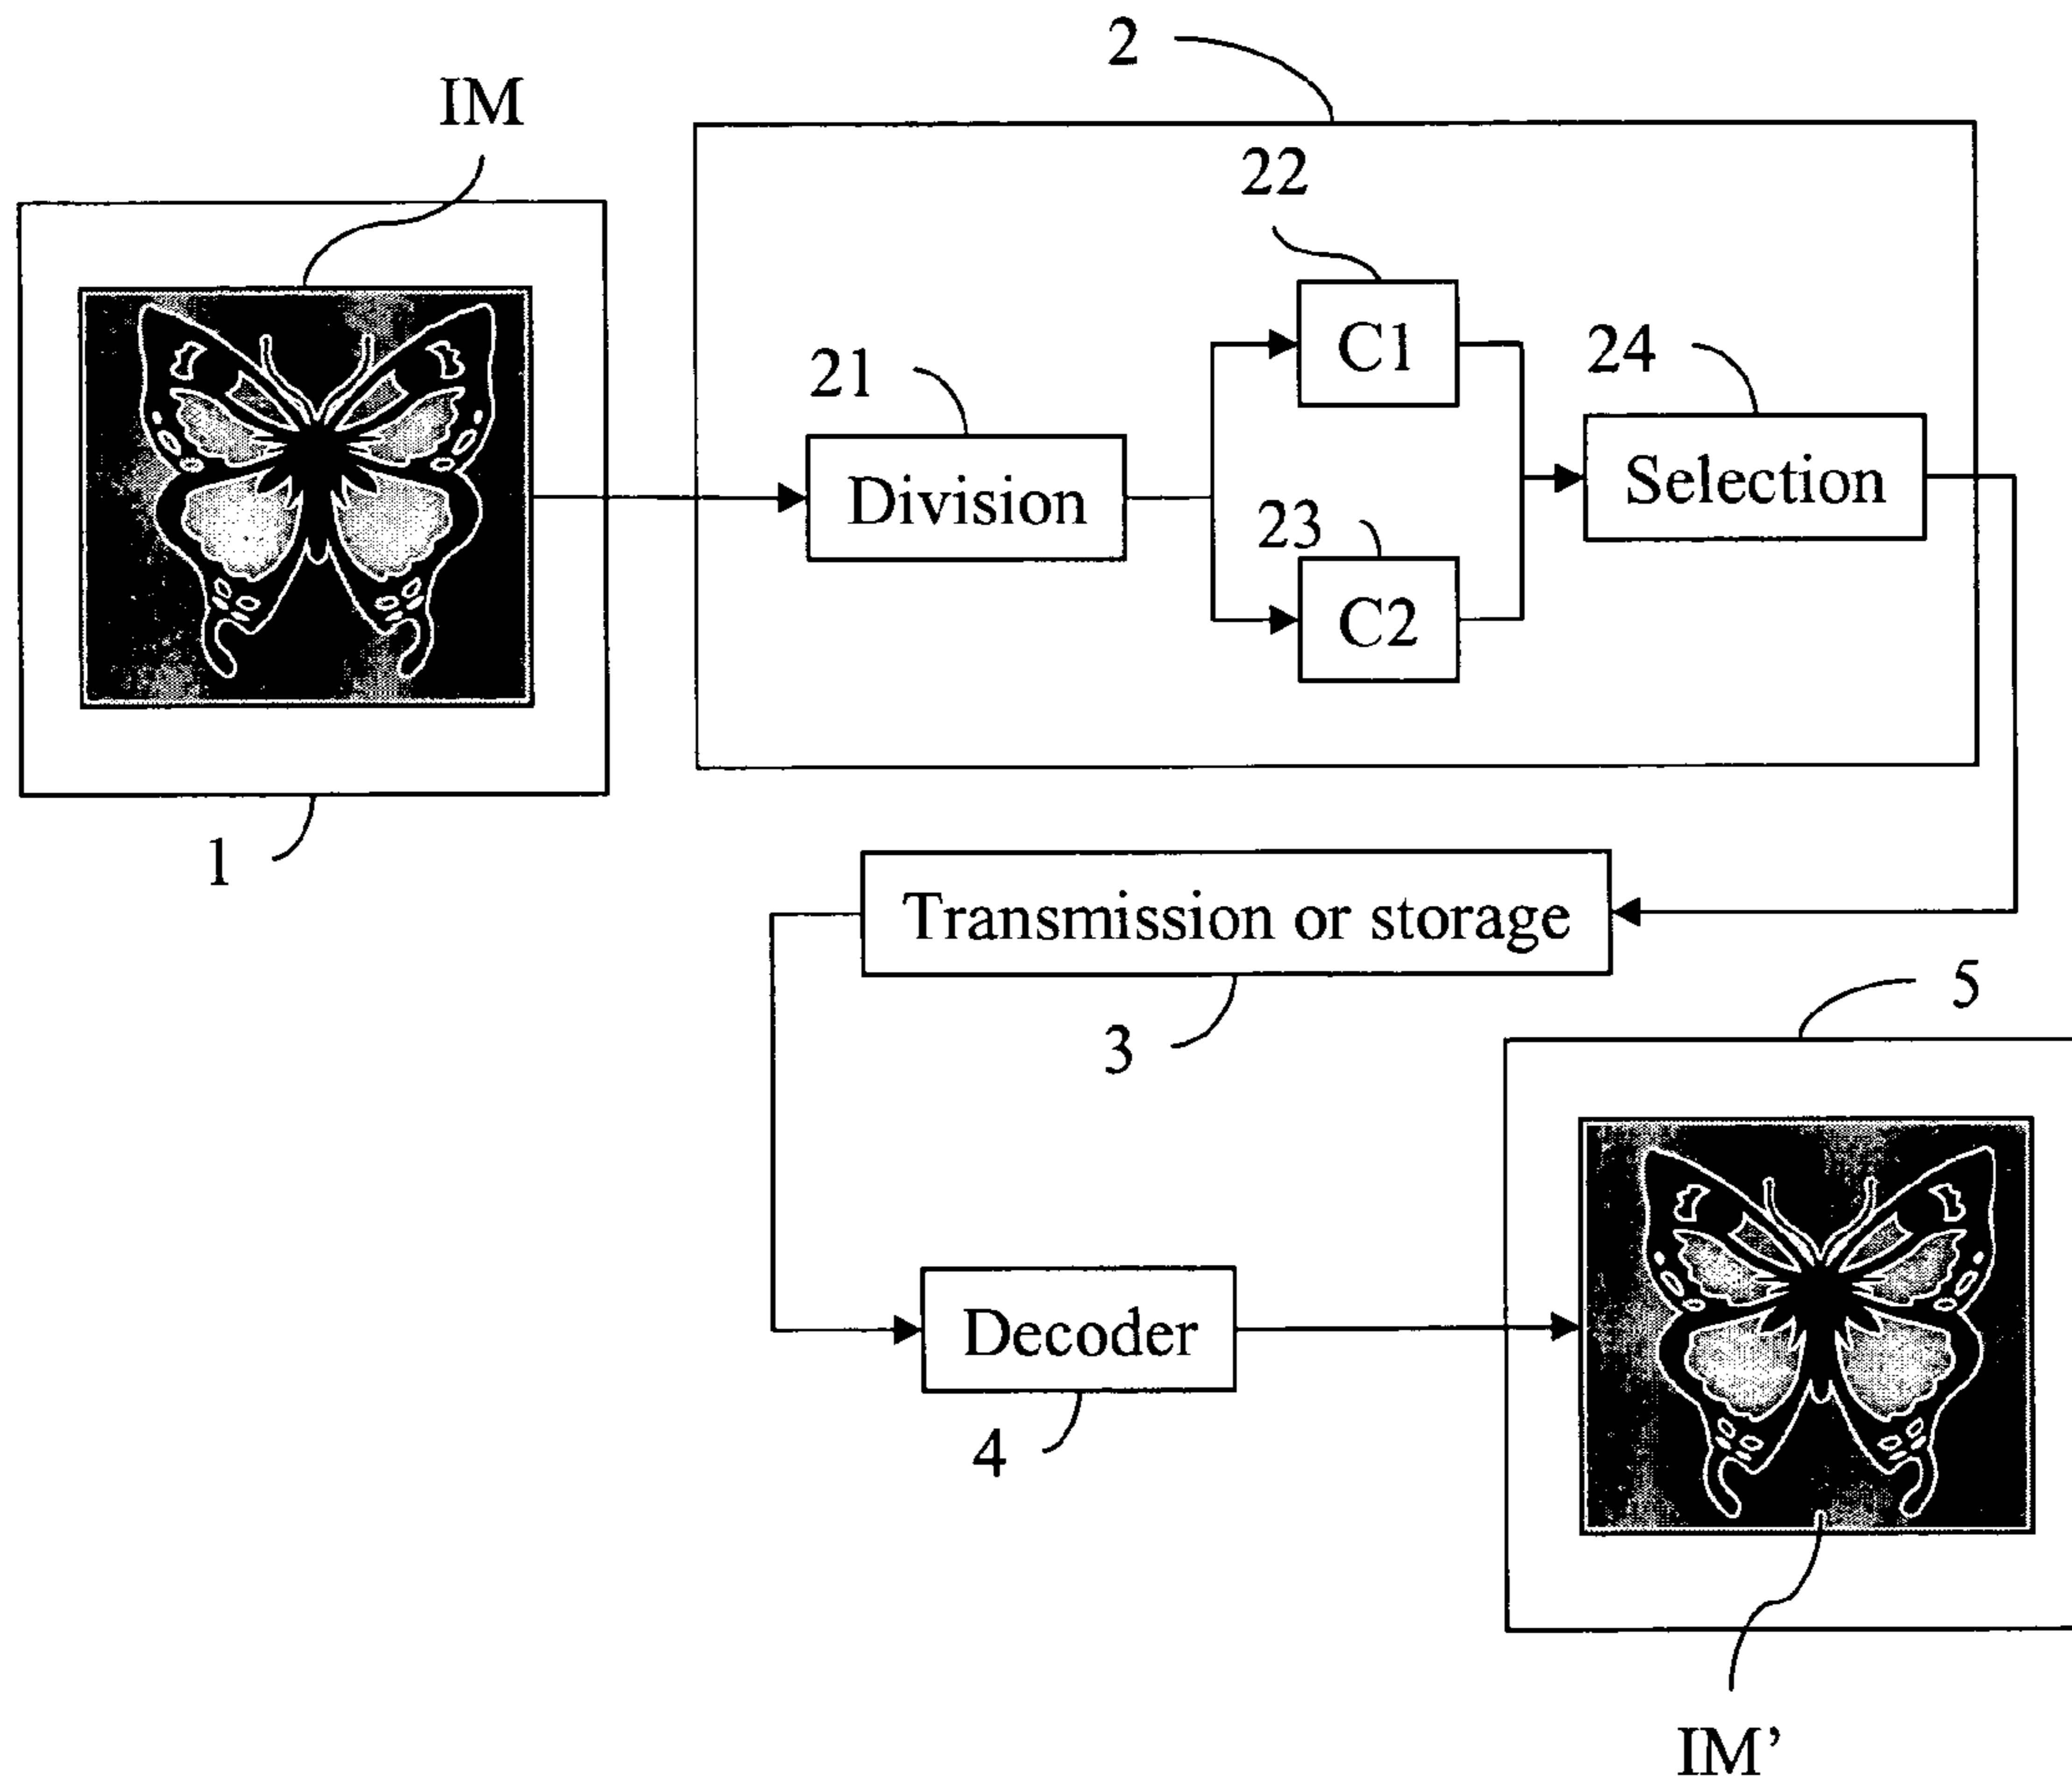 2
IM
22
C1
24
21
Selection
Division
23
C2
1
Transmission or storage
5
3
Decoder
4
IM’